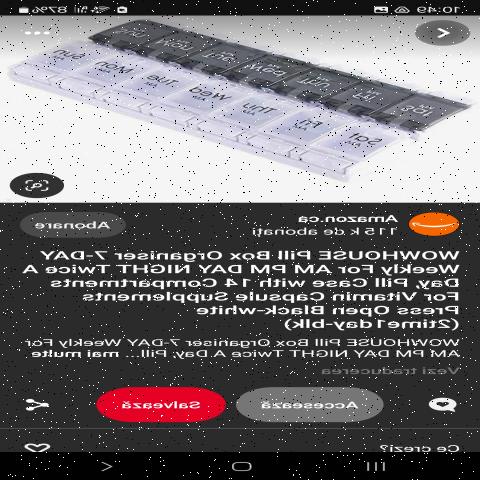 10:49
87%
Sun Mon Tue Wed Thu Fri Sat
Amazon.ca
115 k de abonați
Abonare
WOWHOUSE Pill Box Organiser 7-DAY
Weekly For AM PM DAY NIGHT Twice A
Day, Pill Case with 14 Compartments
For Vitamin Capsule Supplements
Press Open Black-white
(2time1day-blk)
WOWHOUSE Pill Box Organiser 7-DAY Weekly For
AM PM DAY NIGHT Twice A Day, Pill... mai multe
Vezi traducerea
Accesează
Salvează
Ce crezi?